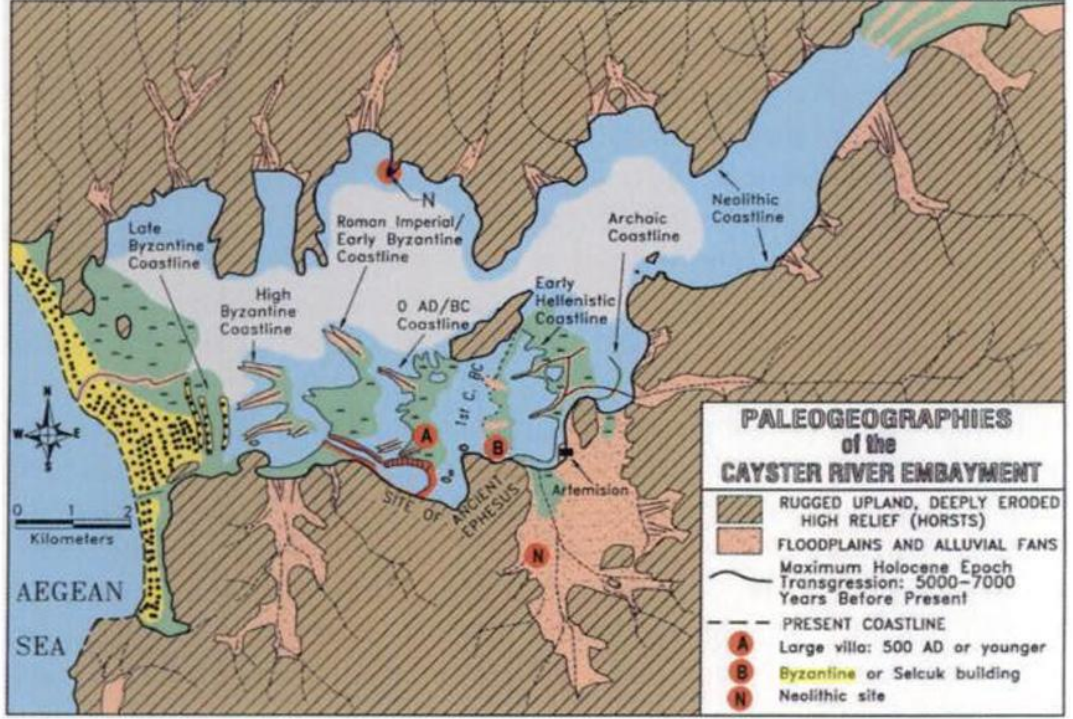 N
Late
Byzantine
Coastline
Roman Imperial/
Early Byzantine
Coastline
High
Byzantine
Coastline
0 AD/BC
Coastline
Early
Hellenistic
Coastline
Archaic
Coastline
Neolithic
Coastline
1st C. BC
A
B
N
Artemision
SITE OF ANCIENT
EPHESUS
N
W E
S
0 1 2
Kilometers
AEGEAN
SEA
PALEOGEOGRAPHIES
of the
CAYSTER RIVER EMBAYMENT
RUGGED UPLAND, DEEPLY ERODED
HIGH RELIEF (HORSTS)
FLOODPLAINS AND ALLUVIAL FANS
Maximum Holocene Epoch
Transgression: 5000-7000
Years Before Present
PRESENT COASTLINE
A Large villa: 500 AD or younger
B Byzantine or Selcuk building
N Neolithic site